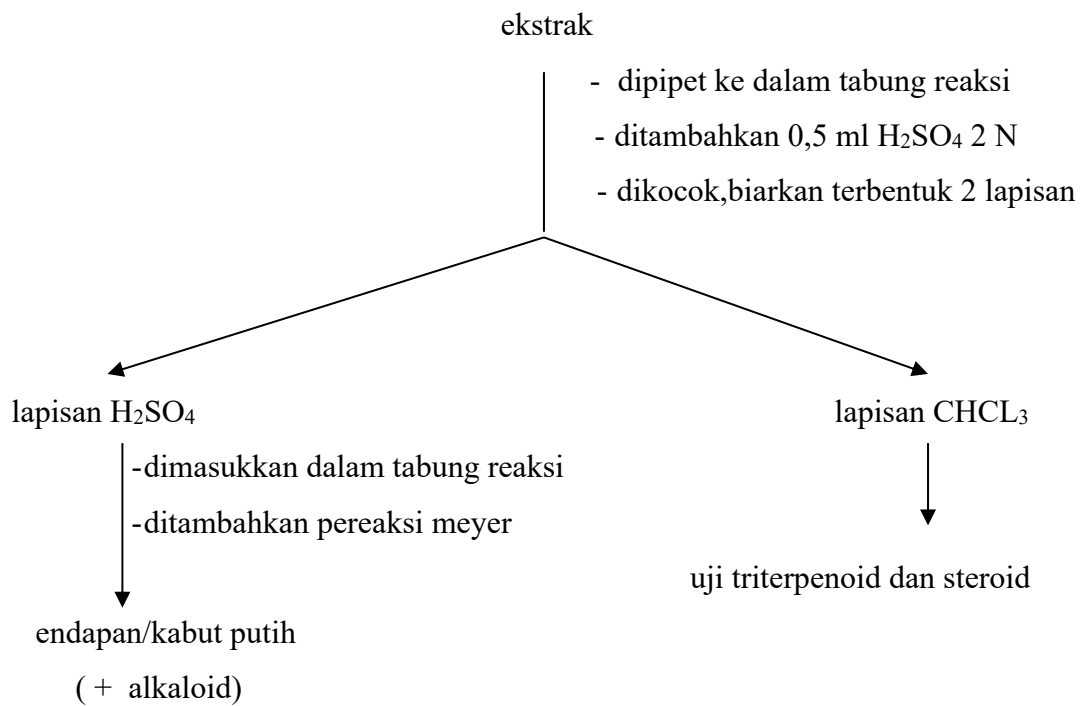 ekstrak
- dipipet ke dalam tabung reaksi
- ditambahkan 0,5 ml H₂SO₄ 2 N
- dikocok,biarkan terbentuk 2 lapisan
lapisan H₂SO₄
lapisan CHCL₃
-dimasukkan dalam tabung reaksi
-ditambahkan pereaksi meyer
uji triterpenoid dan steroid
endapan/kabut putih
( + alkaloid)